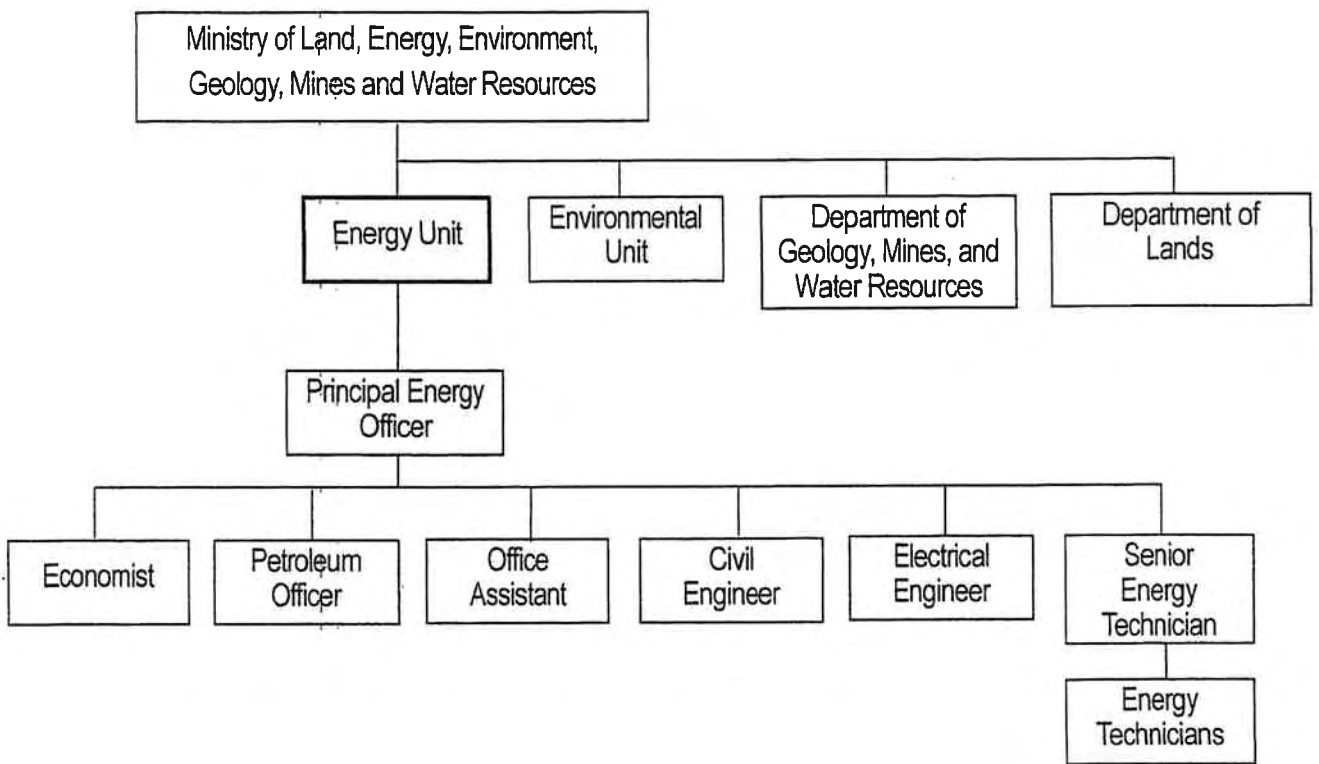 Ministry of Land, Energy, Environment,
Geology, Mines and Water Resources
Energy Unit
Environmental
Unit
Department of
Geology, Mines, and
Water Resources
Department of
Lands
Principal Energy
Officer
Economist
Petroleum
Officer
Office
Assistant
Civil
Engineer
Electrical
Engineer
Senior
Energy
Technician
Energy
Technicians